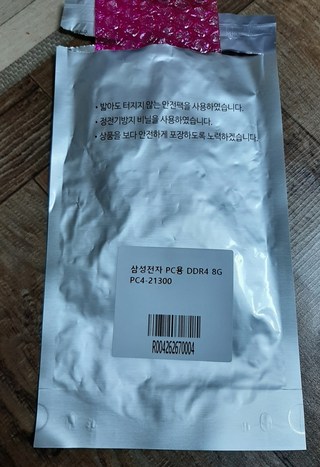 • 밟아도 터지지 않는 안전팩을 사용하였습니다.
• 정전기방지 비닐을 사용하였습니다.
• 상품을 보다 안전하게 포장하도록 노력하겠습니다.
삼성전자 PC용 DDR4 8G
PC4-21300
R004262670004